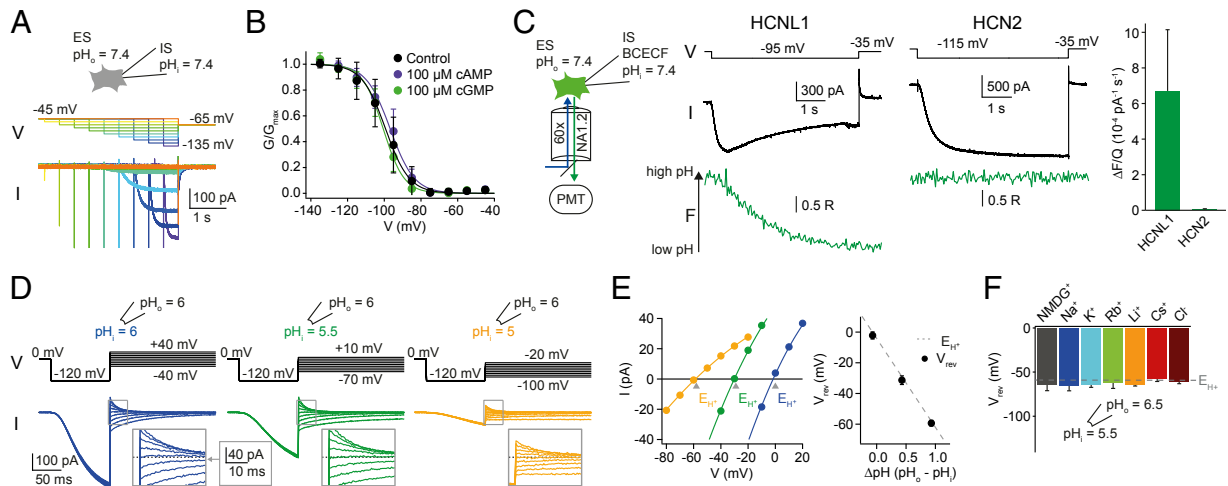 A
ES
pHo = 7.4
IS
pHi = 7.4
-45 mV
-65 mV
V
-135 mV
I
100 pA
1 s
B
G/Gmax
1.0
0.8
0.6
0.4
0.2
0.0
Control
100 µM cAMP
100 µM cGMP
-140 -120 -100 -80 -60 -40
V (mV)
C
ES
pHo = 7.4
IS
BCECF
pHi = 7.4
60x
NA1.2
PMT
HCNL1
V
-95 mV
-35 mV
I
300 pA
1 s
high pH
F
low pH
0.5 R
HCN2
-115 mV
-35 mV
500 pA
1 s
0.5 R
ΔF/Q (10⁻⁴ pA⁻¹ s⁻¹)
10
8
6
4
2
0
HCNL1
HCN2
D
pHo = 6
pHi = 6
pHo = 6
pHi = 5.5
pHo = 6
pHi = 5
V
0 mV
-120 mV
+40 mV
-40 mV
0 mV
-120 mV
+10 mV
-70 mV
0 mV
-120 mV
-20 mV
-100 mV
I
100 pA
50 ms
40 pA
10 ms
E
I (pA)
40
20
0
-20
-40
EH+
EH+
EH+
-80 -60 -40 -20 0 20
V (mV)
Vrev (mV)
0
-20
-40
-60
EH+
Vrev
0.0 0.5 1.0
ΔpH (pHo - pHi)
F
NMDG+
Na+
K+
Rb+
Li+
Cs+
Cl-
Vrev (mV)
0
-50
-100
EH+
pHo = 6.5
pHi = 5.5